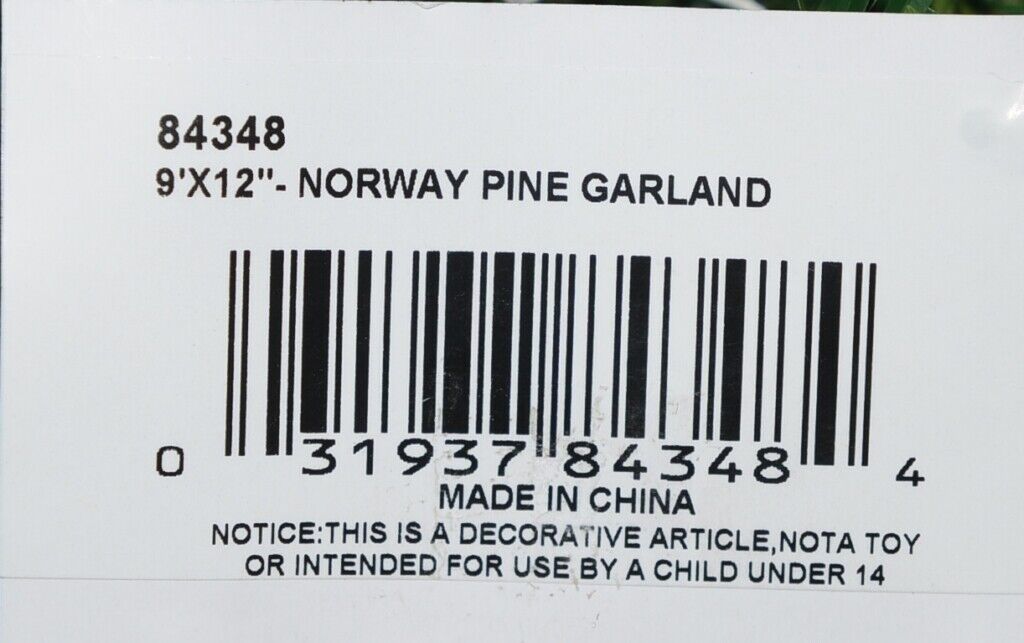 84348
9'X12"- NORWAY PINE GARLAND
0 31937 84348 4
MADE IN CHINA
NOTICE:THIS IS A DECORATIVE ARTICLE,NOTA TOY
OR INTENDED FOR USE BY A CHILD UNDER 14